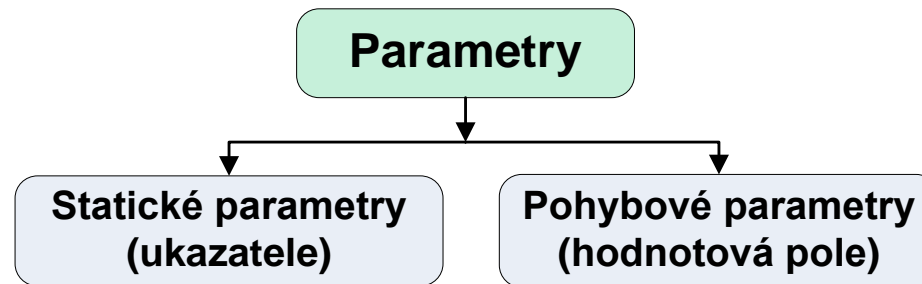 Parametry
Statické parametry
(ukazatele)
Pohybové parametry
(hodnotová pole)